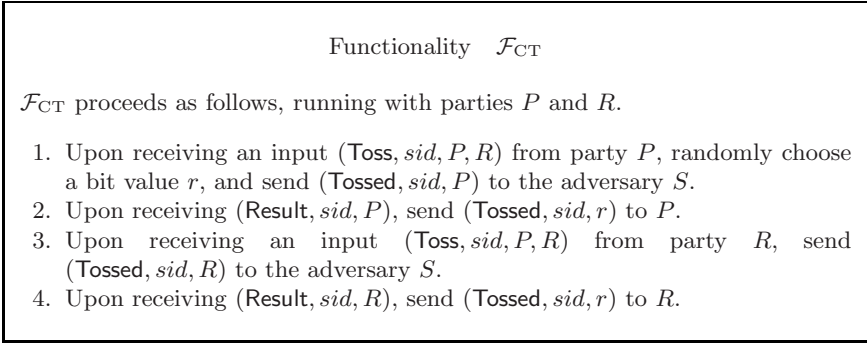 Functionality $\mathcal{F}_{\mathrm{CT}}$
$\mathcal{F}_{\mathrm{CT}}$ proceeds as follows, running with parties $P$ and $R$.
1. Upon receiving an input (Toss, $sid$, $P$, $R$) from party $P$, randomly choose
a bit value $r$, and send (Tossed, $sid$, $P$) to the adversary $S$.
2. Upon receiving (Result, $sid$, $P$), send (Tossed, $sid$, $r$) to $P$.
3. Upon receiving an input (Toss, $sid$, $P$, $R$) from party $R$, send
(Tossed, $sid$, $R$) to the adversary $S$.
4. Upon receiving (Result, $sid$, $R$), send (Tossed, $sid$, $r$) to $R$.